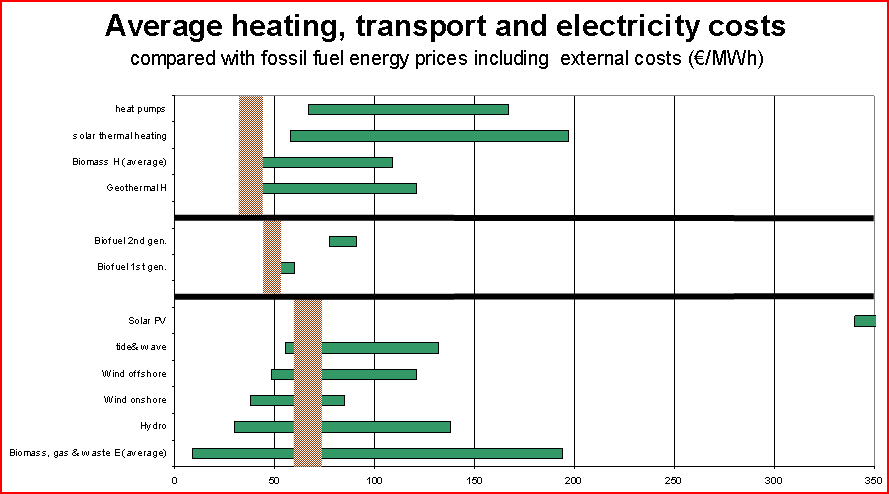 Average heating, transport and electricity costs
compared with fossil fuel energy prices including external costs (€/MWh)
heat pumps
solar thermal heating
Biomass H (average)
Geothermal H
Biofuel 2nd gen.
Biofuel 1st gen.
Solar PV
tide& wave
Wind offshore
Wind onshore
Hydro
Biomass, gas & waste E (average)
0 50 100 150 200 250 300 350